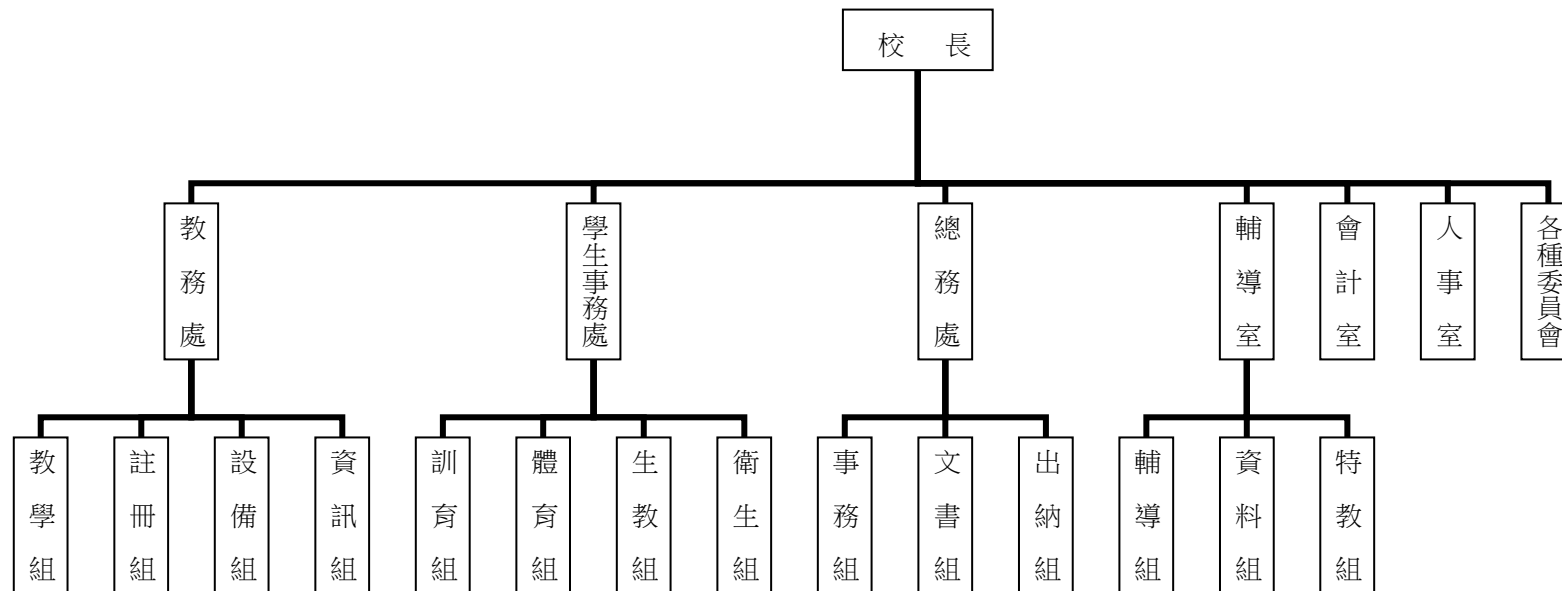 校 長
教務處
學生事務處
總務處
輔導室
會計室
人事室
各種委員會
教學組
註冊組
設備組
資訊組
訓育組
體育組
生教組
衛生組
事務組
文書組
出納組
輔導組
資料組
特教組